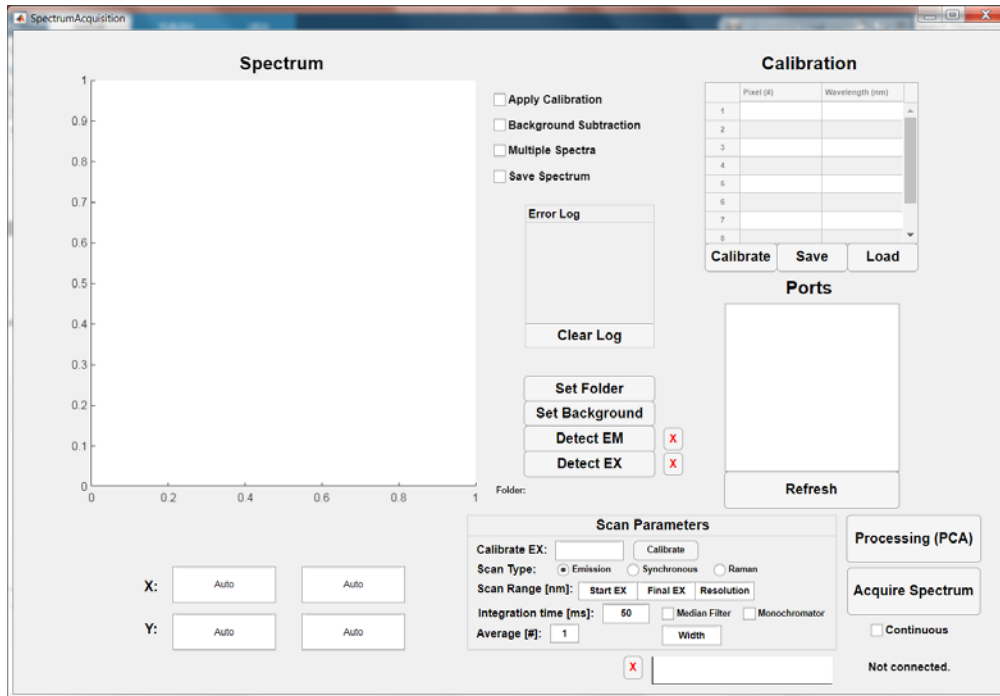 SpectrumAcquisition
Spectrum
1
0.9
0.8
0.7
0.6
0.5
0.4
0.3
0.2
0.1
0
0 0.2 0.4 0.6 0.8 1
X: Auto Auto
Y: Auto Auto
Apply Calibration
Background Subtraction
Multiple Spectra
Save Spectrum
Error Log
Clear Log
Set Folder
Set Background
Detect EM X
Detect EX X
Folder:
Calibration
Pixel (#) Wavelength (nm)
1
2
3
4
5
6
7
8
Calibrate Save Load
Ports
Refresh
Scan Parameters
Calibrate EX: Calibrate
Scan Type: Emission Synchronous Raman
Scan Range [nm]: Start EX Final EX Resolution
Integration time [ms]: 50 Median Filter Monochromator
Average [#]: 1 Width
X
Processing (PCA)
Acquire Spectrum
Continuous
Not connected.